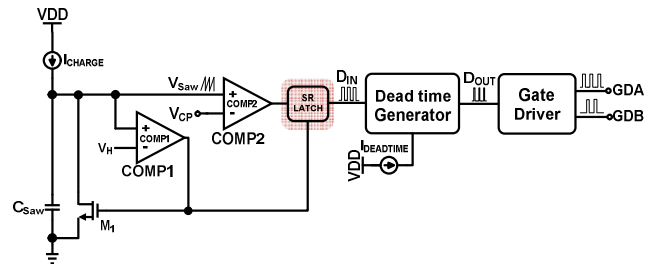 VDD
ICHARGE
VSaw
VCP
+
COMP2
-
COMP2
SR
LATCH
DIN
Dead time
Generator
DOUT
Gate
Driver
GDA
GDB
+
COMP1
-
VH
COMP1
VDD
IDEADTIME
CSaw
M1